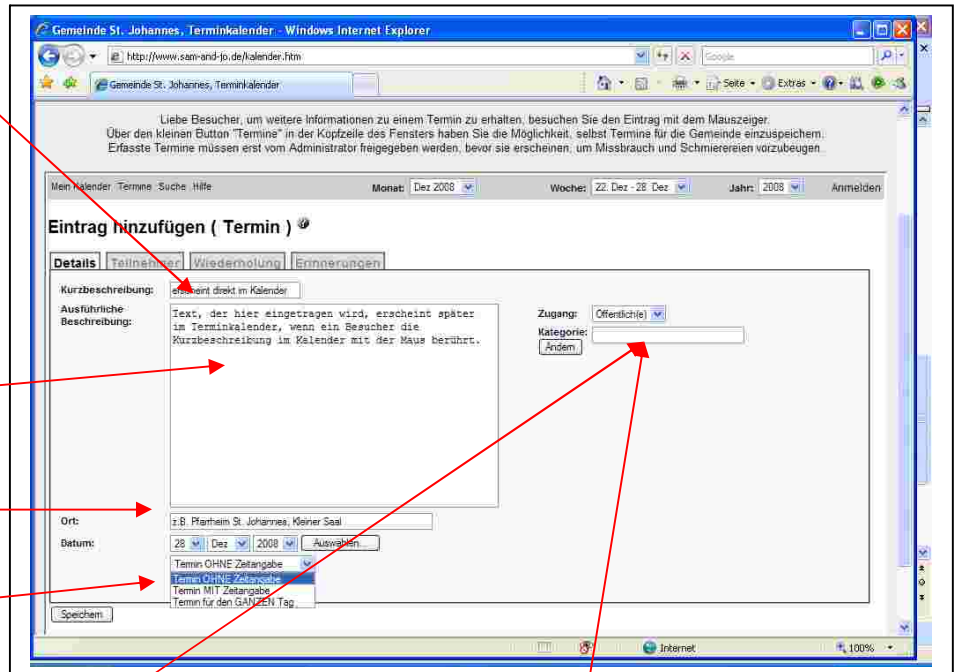 Gemeinde St. Johannes, Terminkalender - Windows Internet Explorer
http://www.sam-and-jo.de/kalender.htm
Google
Gemeinde St. Johannes, Terminkalender
Seite
Extras
Liebe Besucher, um weitere Informationen zu einem Termin zu erhalten, besuchen Sie den Eintrag mit dem Mauszeiger.
Über den kleinen Button "Termine" in der Kopfzeile des Fensters haben Sie die Möglichkeit, selbst Termine für die Gemeinde einzuspeichern.
Erfasste Termine müssen erst vom Administrator freigegeben werden, bevor sie erscheinen, um Missbrauch und Schmierereien vorzubeugen.
Mein Kalender Termine Suche Hilfe Monat: Dez 2008 Woche: 22. Dez - 28. Dez Jahr: 2008 Anmelden
Eintrag hinzufügen ( Termin )
Details Teilnehmer Wiederholung Erinnerungen
Kurzbeschreibung: erscheint direkt im Kalender
Ausführliche
Beschreibung:
Text, der hier eingetragen wird, erscheint später
im Terminkalender, wenn ein Besucher die
Kurzbeschreibung im Kalender mit der Maus berührt.
Zugang: Öffentlich(e)
Kategorie:
Ändern
Ort: z.B. Pfarrheim St. Johannes, Kleiner Saal
Datum: 28 Dez 2008 Auswählen...
Termin OHNE Zeitangabe
Termin OHNE Zeitangabe
Termin MIT Zeitangabe
Termin für den GANZEN Tag
Speichern
Internet 100%